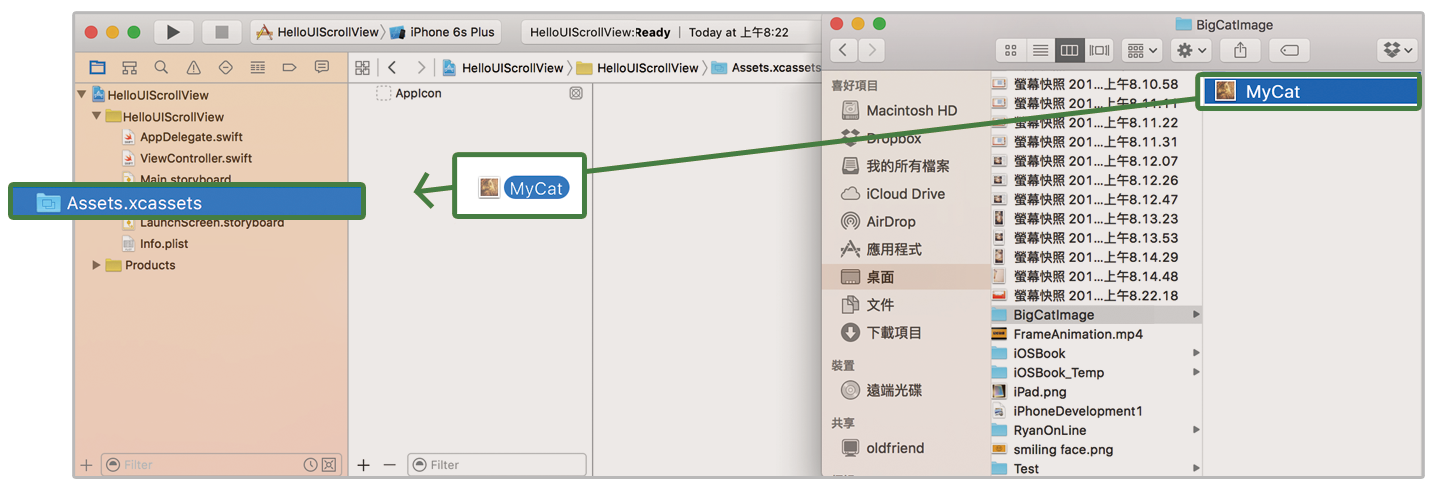 HelloUIScrollView
iPhone 6s Plus
HelloUIScrollView:Ready | Today at 上午8:22
HelloUIScrollView
HelloUIScrollView
Assets.xcassets
HelloUIScrollView
HelloUIScrollView
AppDelegate.swift
ViewController.swift
Main.storyboard
Assets.xcassets
LaunchScreen.storyboard
Info.plist
Products
Filter
AppIcon
MyCat
Filter
BigCatImage
喜好項目
Macintosh HD
Dropbox
我的所有檔案
iCloud Drive
AirDrop
應用程式
桌面
文件
下載項目
裝置
遠端光碟
共享
oldfriend
螢幕快照 201...上午8.10.58
螢幕快照 201...上午8.11.11
螢幕快照 201...上午8.11.22
螢幕快照 201...上午8.11.31
螢幕快照 201...上午8.12.07
螢幕快照 201...上午8.12.26
螢幕快照 201...上午8.12.47
螢幕快照 201...上午8.13.23
螢幕快照 201...上午8.13.53
螢幕快照 201...上午8.14.29
螢幕快照 201...上午8.14.48
螢幕快照 201...上午8.22.18
BigCatImage
FrameAnimation.mp4
iOSBook
iOSBook_Temp
iPad.png
iPhoneDevelopment1
RyanOnLine
smiling face.png
Test
MyCat